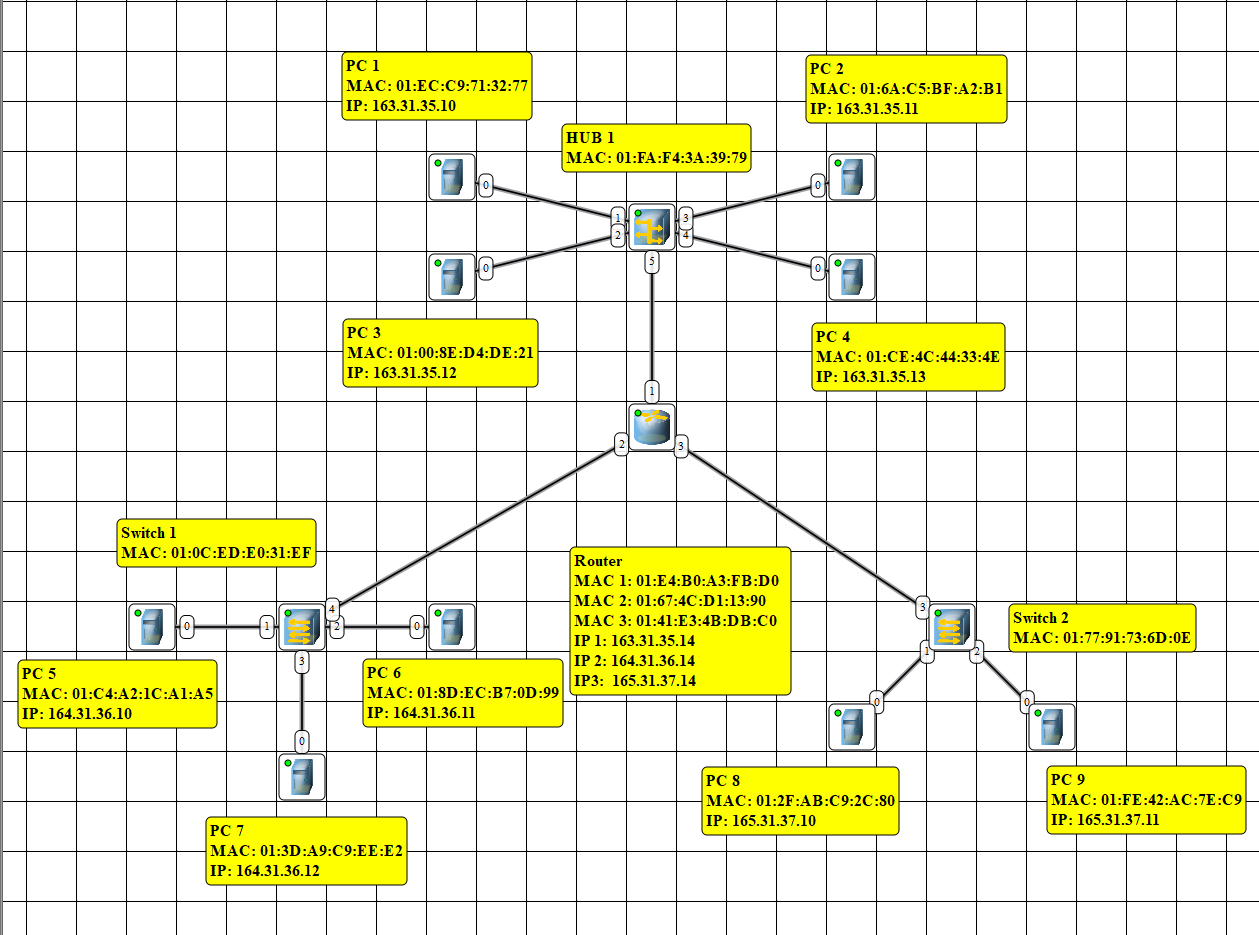 PC 1
MAC: 01:EC:C9:71:32:77
IP: 163.31.35.10
PC 2
MAC: 01:6A:C5:BF:A2:B1
IP: 163.31.35.11
HUB 1
MAC: 01:FA:F4:3A:39:79
0
0
1
3
2
4
0
0
5
PC 3
MAC: 01:00:8E:D4:DE:21
IP: 163.31.35.12
PC 4
MAC: 01:CE:4C:44:33:4E
IP: 163.31.35.13
1
2
3
Switch 1
MAC: 01:0C:ED:E0:31:EF
Router
MAC 1: 01:E4:B0:A3:FB:D0
MAC 2: 01:67:4C:D1:13:90
MAC 3: 01:41:E3:4B:DB:C0
IP 1: 163.31.35.14
IP 2: 164.31.36.14
IP3: 165.31.37.14
4
3
0
1
2
0
Switch 2
MAC: 01:77:91:73:6D:0E
1
2
3
PC 5
MAC: 01:C4:A2:1C:A1:A5
IP: 164.31.36.10
PC 6
MAC: 01:8D:EC:B7:0D:99
IP: 164.31.36.11
0
0
0
PC 8
MAC: 01:2F:AB:C9:2C:80
IP: 165.31.37.10
PC 9
MAC: 01:FE:42:AC:7E:C9
IP: 165.31.37.11
PC 7
MAC: 01:3D:A9:C9:EE:E2
IP: 164.31.36.12